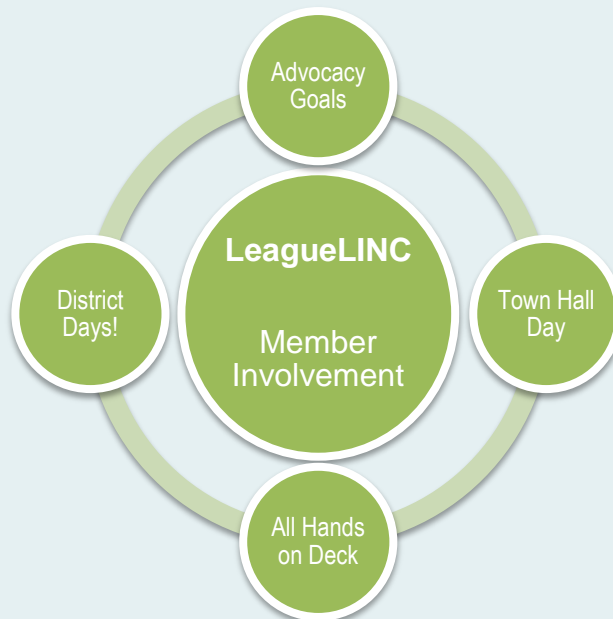 Advocacy
Goals
LeagueLINC
Member
Involvement
District
Days!
Town Hall
Day
All Hands
on Deck